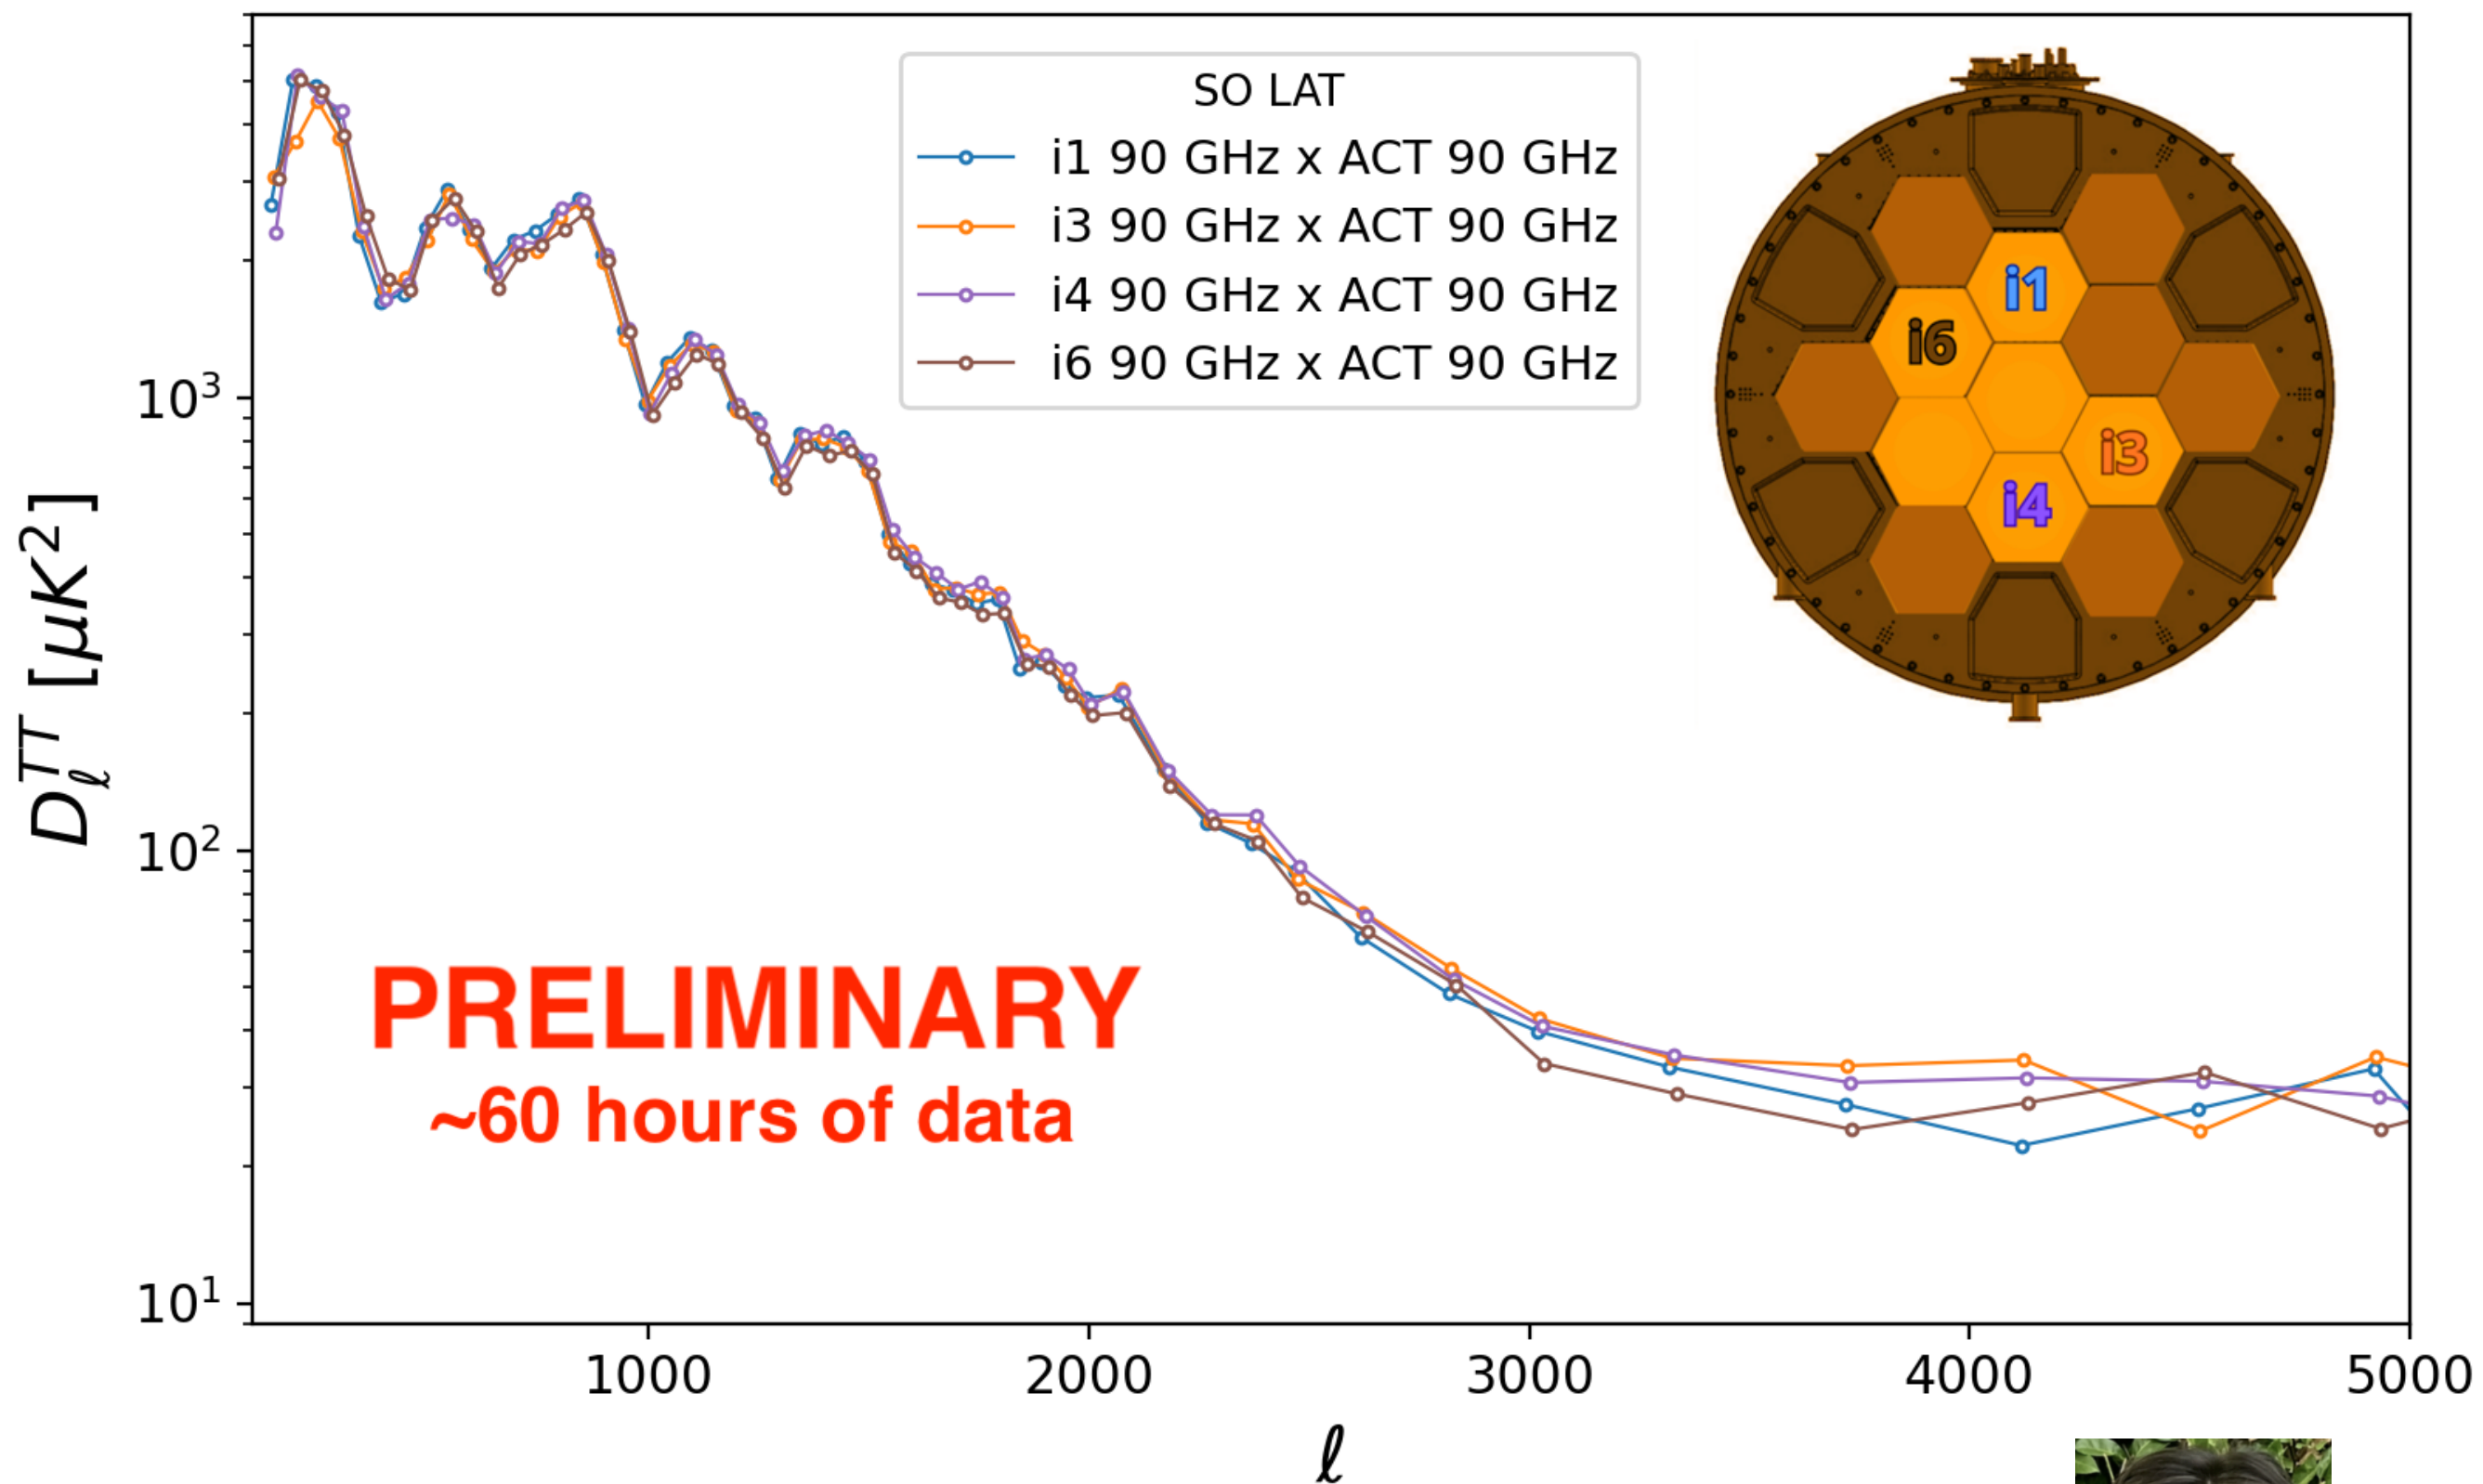 SO LAT
i1 90 GHz x ACT 90 GHz
i3 90 GHz x ACT 90 GHz
i4 90 GHz x ACT 90 GHz
i6 90 GHz x ACT 90 GHz
i1
i6
i3
i4
10³
10²
10¹
D_ℓ^{TT} [μK²]
PRELIMINARY
~60 hours of data
1000 2000 3000 4000 5000
ℓ